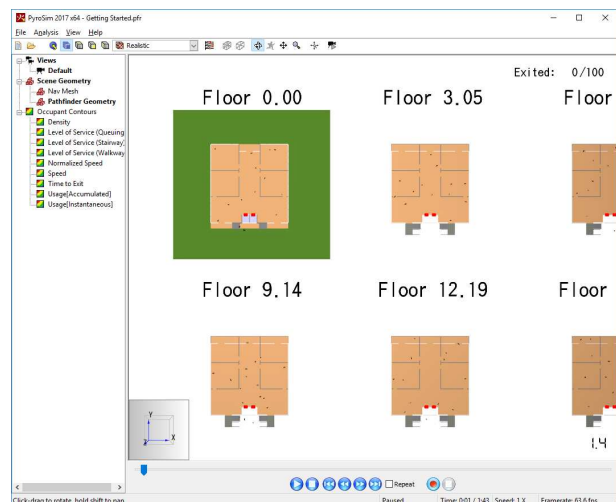 PyroSim 2017 x64 - Getting Started.pfr
File Analysis View Help
Realistic
Views
Default
Scene Geometry
Nav Mesh
Pathfinder Geometry
Occupant Contours
Density
Level of Service (Queuing
Level of Service (Stairway)
Level of Service (Walkway
Normalized Speed
Speed
Time to Exit
Usage[Accumulated]
Usage[Instantaneous]
Exited: 0/100
Floor 0.00
Floor 3.05
Floor
Floor 9.14
Floor 12.19
Floor
Y
Z
X
1.4
Repeat
Click-drag to rotate, hold shift to pan
Paused
Time: 0:01 / 1:43
Speed: 1 X
Framerate: 63.6 fps